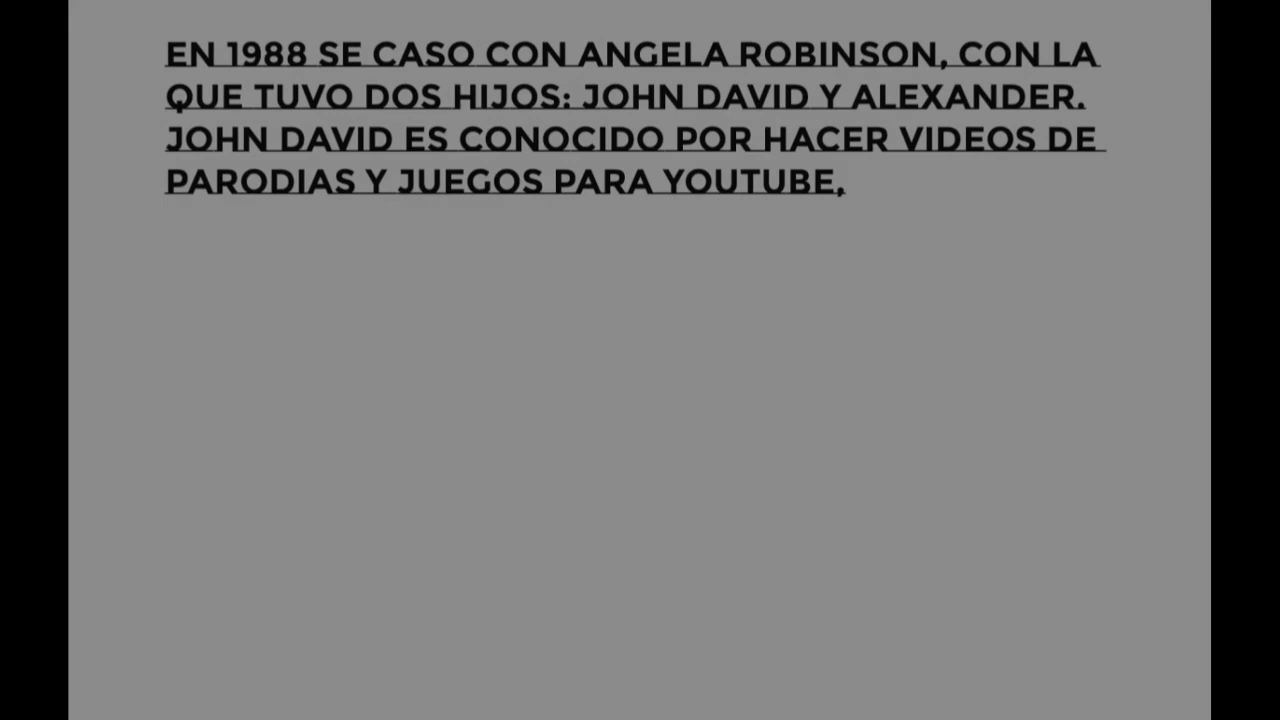 EN 1988 SE CASO CON ANGELA ROBINSON, CON LA
QUE TUVO DOS HIJOS: JOHN DAVID Y ALEXANDER.
JOHN DAVID ES CONOCIDO POR HACER VIDEOS DE
PARODIAS Y JUEGOS PARA YOUTUBE,